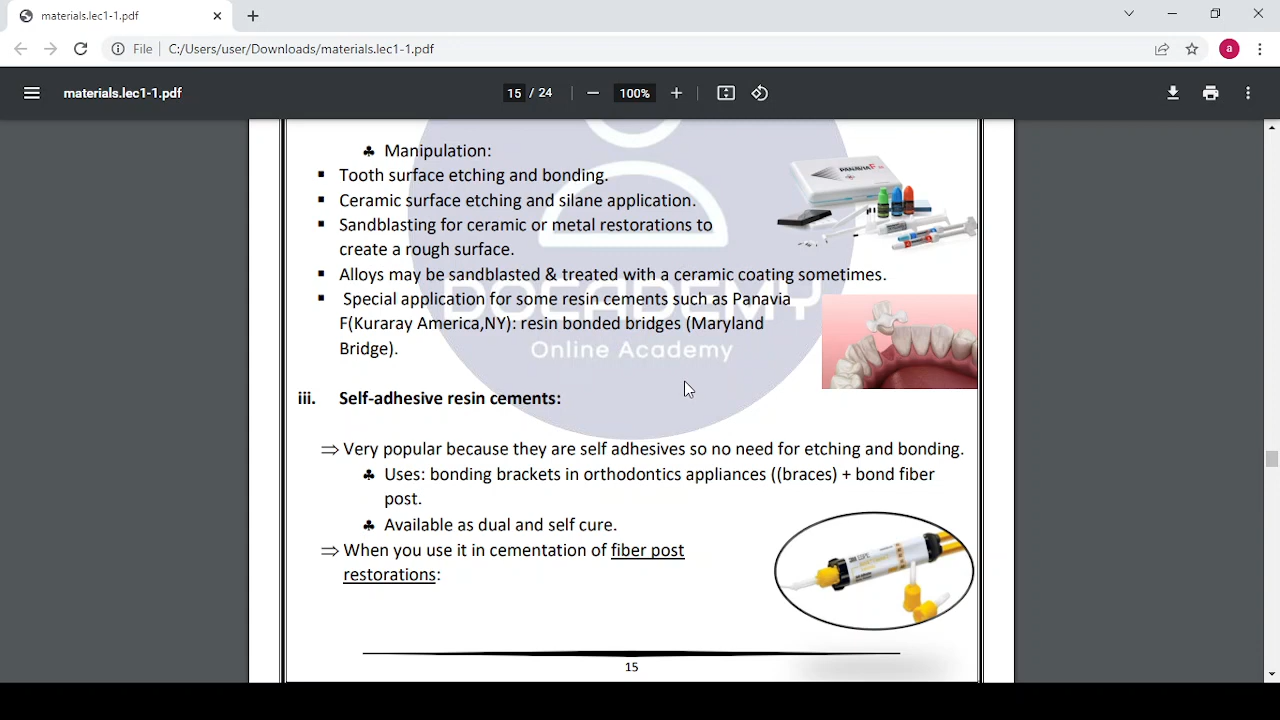 materials.lec1-1.pdf
File
C:/Users/user/Downloads/materials.lec1-1.pdf
a
materials.lec1-1.pdf
15 / 24
100%
♣ Manipulation:
▪ Tooth surface etching and bonding.
▪ Ceramic surface etching and silane application.
▪ Sandblasting for ceramic or metal restorations to
create a rough surface.
▪ Alloys may be sandblasted & treated with a ceramic coating sometimes.
▪ Special application for some resin cements such as Panavia
F(Kuraray America,NY): resin bonded bridges (Maryland
Bridge).
DOCADEMY
Online Academy
PANAVIA F
iii. Self-adhesive resin cements:
⇒ Very popular because they are self adhesives so no need for etching and bonding.
♣ Uses: bonding brackets in orthodontics appliances ((braces) + bond fiber
post.
♣ Available as dual and self cure.
⇒ When you use it in cementation of fiber post
restorations:
3M ESPE
15